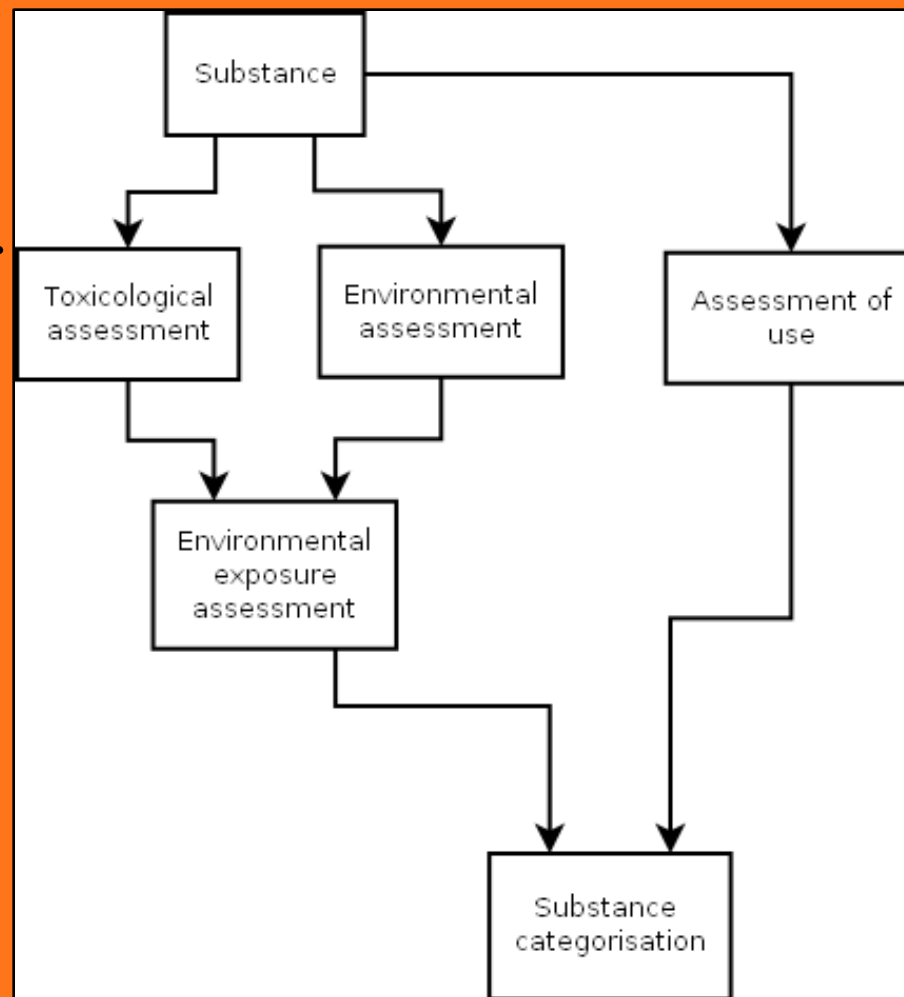 Substance
Toxicological
assessment
Environmental
assessment
Assessment of
use
Environmental
exposure
assessment
Substance
categorisation